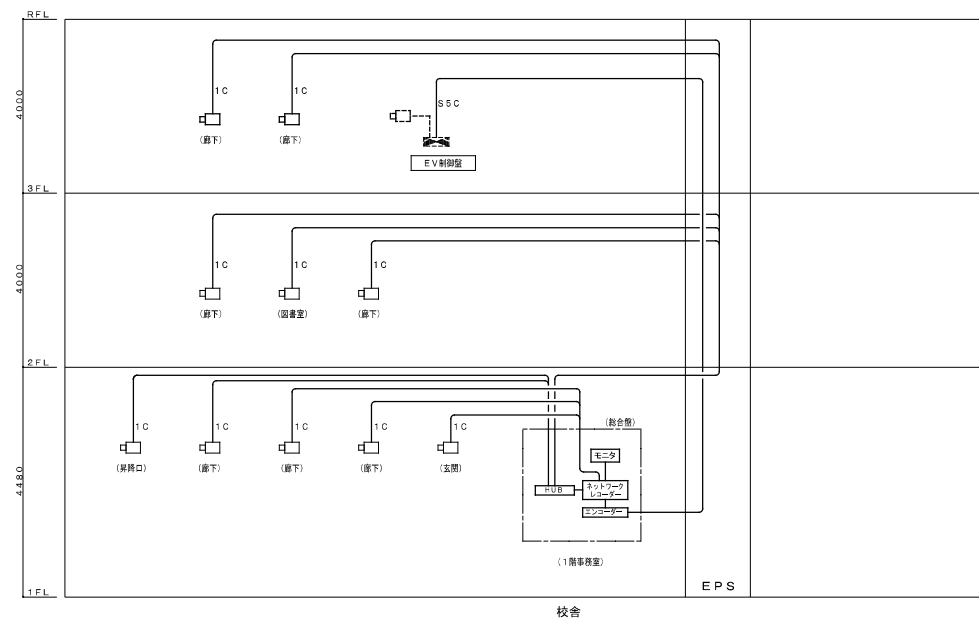 RFL
4000
1C
1C
S5C
(廊下)
(廊下)
EV制御盤
3FL
4000
1C
1C
1C
(廊下)
(図書室)
(廊下)
2FL
4480
1C
1C
1C
1C
1C
(昇降口)
(廊下)
(廊下)
(廊下)
(玄関)
(総合盤)
モニタ
HUB
ネットワーク
レコーダー
エンコーダー
(1階事務室)
EPS
1FL
校舎